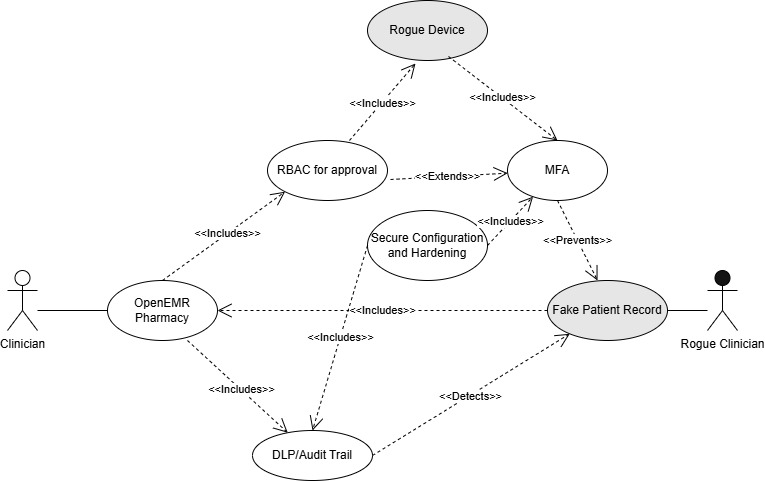 Rogue Device
<<Includes>>
<<Includes>>
RBAC for approval
<<Extends>>
MFA
<<Includes>>
Secure Configuration
and Hardening
<<Includes>>
<<Prevents>>
Clinician
OpenEMR
Pharmacy
<<Includes>>
Fake Patient Record
Rogue Clinician
<<Includes>>
<<Includes>>
<<Detects>>
DLP/Audit Trail